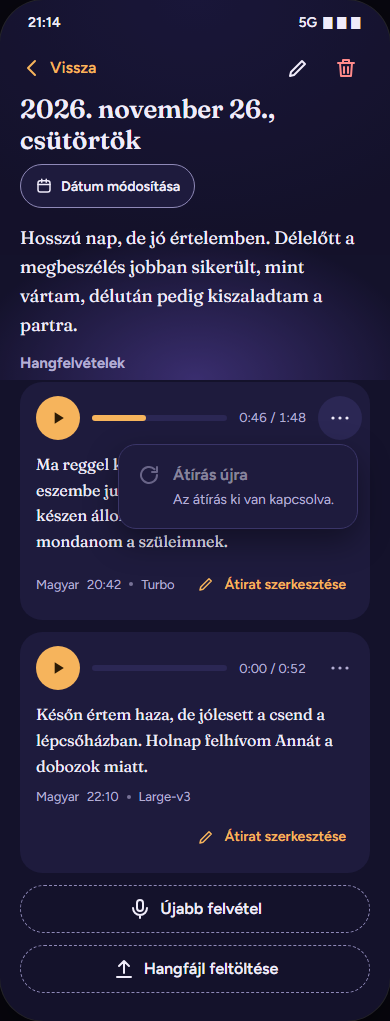 21:14
5G
Vissza
2026. november 26.,
csütörtök
Dátum módosítása
Hosszú nap, de jó értelemben. Délelőtt a
megbeszélés jobban sikerült, mint
vártam, délután pedig kiszaladtam a
partra.
Hangfelvételek
0:46 / 1:48
Ma reggel
eszembe
készen
mondanom a szüleimnek.
Átírás újra
Az átírás ki van kapcsolva.
Magyar 20:42 • Turbo
Átirat szerkesztése
0:00 / 0:52
Későn értem haza, de jólesett a csend a
lépcsőházban. Holnap felhívom Annát a
dobozok miatt.
Magyar 22:10 • Large-v3
Átirat szerkesztése
Újabb felvétel
Hangfájl feltöltése